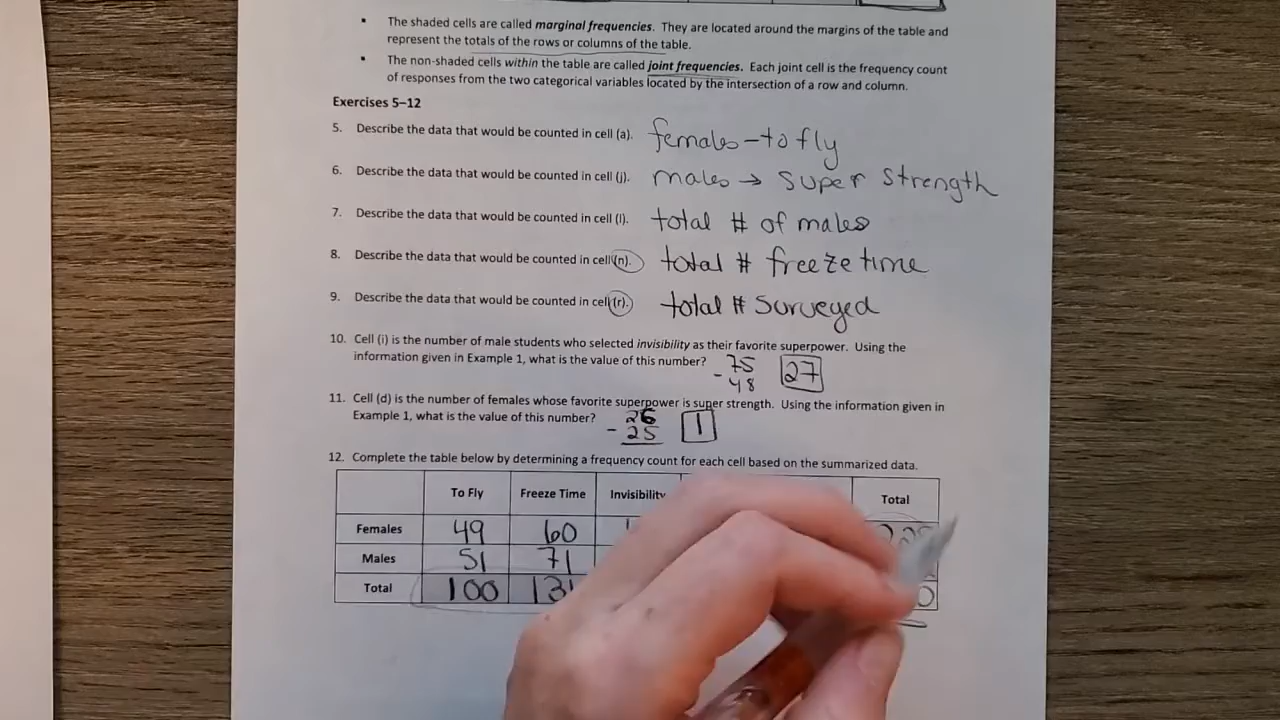 • The shaded cells are called marginal frequencies. They are located around the margins of the table and
represent the totals of the rows or columns of the table.
• The non-shaded cells within the table are called joint frequencies. Each joint cell is the frequency count
of responses from the two categorical variables located by the intersection of a row and column.
Exercises 5–12
5. Describe the data that would be counted in cell (a). females – to fly
6. Describe the data that would be counted in cell (j). males → super strength
7. Describe the data that would be counted in cell (l). total # of males
8. Describe the data that would be counted in cell (n). total # freeze time
9. Describe the data that would be counted in cell (r). total # surveyed
10. Cell (i) is the number of male students who selected invisibility as their favorite superpower. Using the
information given in Example 1, what is the value of this number? 75
- 48 27
11. Cell (d) is the number of females whose favorite superpower is super strength. Using the information given in
Example 1, what is the value of this number? 26
- 25 1
12. Complete the table below by determining a frequency count for each cell based on the summarized data.
To Fly Freeze Time Invisibility Total
Females 49 60
Males 51 71
Total 100 131